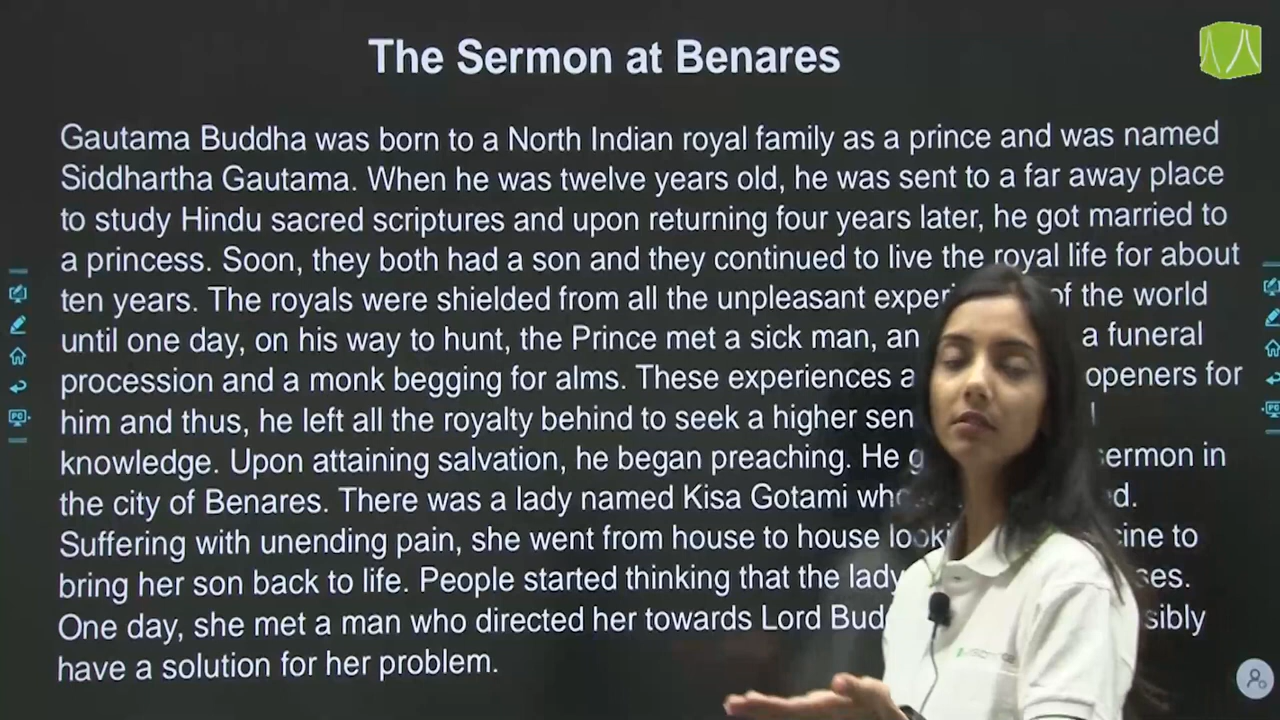 The Sermon at Benares
Gautama Buddha was born to a North Indian royal family as a prince and was named
Siddhartha Gautama. When he was twelve years old, he was sent to a far away place
to study Hindu sacred scriptures and upon returning four years later, he got married to
a princess. Soon, they both had a son and they continued to live the royal life for about
ten years. The royals were shielded from all the unpleasant of the world
until one day, on his way to hunt, the Prince met a sick man, an a funeral
procession and a monk begging for alms. These experiences openers for
him and thus, he left all the royalty behind to seek a higher
knowledge. Upon attaining salvation, he began preaching. He sermon in
the city of Benares. There was a lady named Kisa Gotami
Suffering with unending pain, she went from house to house to
bring her son back to life. People started thinking that the lady
One day, she met a man who directed her towards Lord
have a solution for her problem.